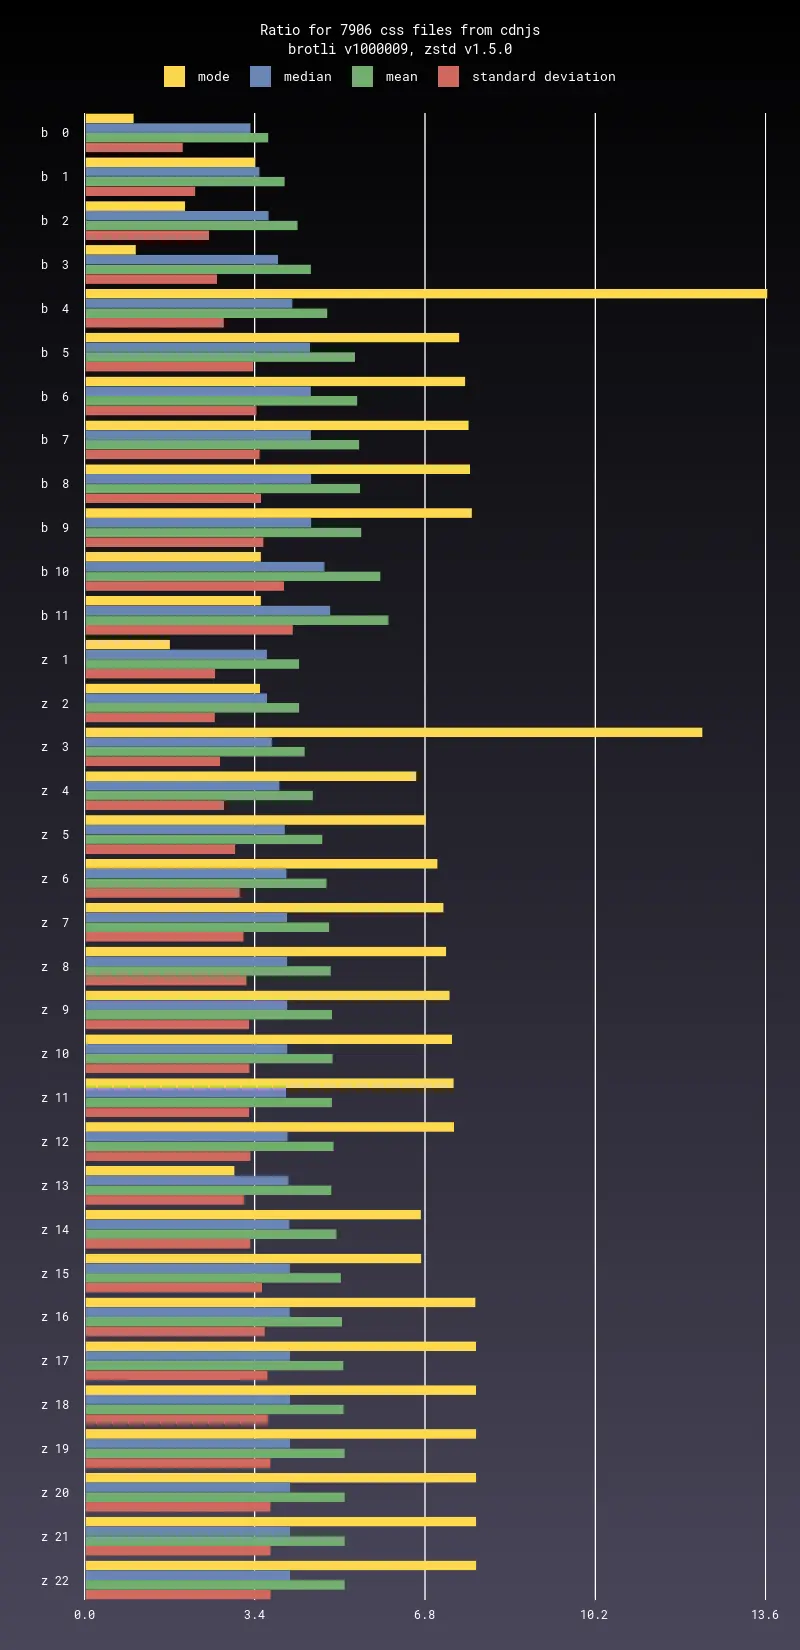 Ratio for 7906 css files from cdnjs
brotli v1000009, zstd v1.5.0
mode median mean standard deviation
b 0
b 1
b 2
b 3
b 4
b 5
b 6
b 7
b 8
b 9
b 10
b 11
z 1
z 2
z 3
z 4
z 5
z 6
z 7
z 8
z 9
z 10
z 11
z 12
z 13
z 14
z 15
z 16
z 17
z 18
z 19
z 20
z 21
z 22
0.0 3.4 6.8 10.2 13.6